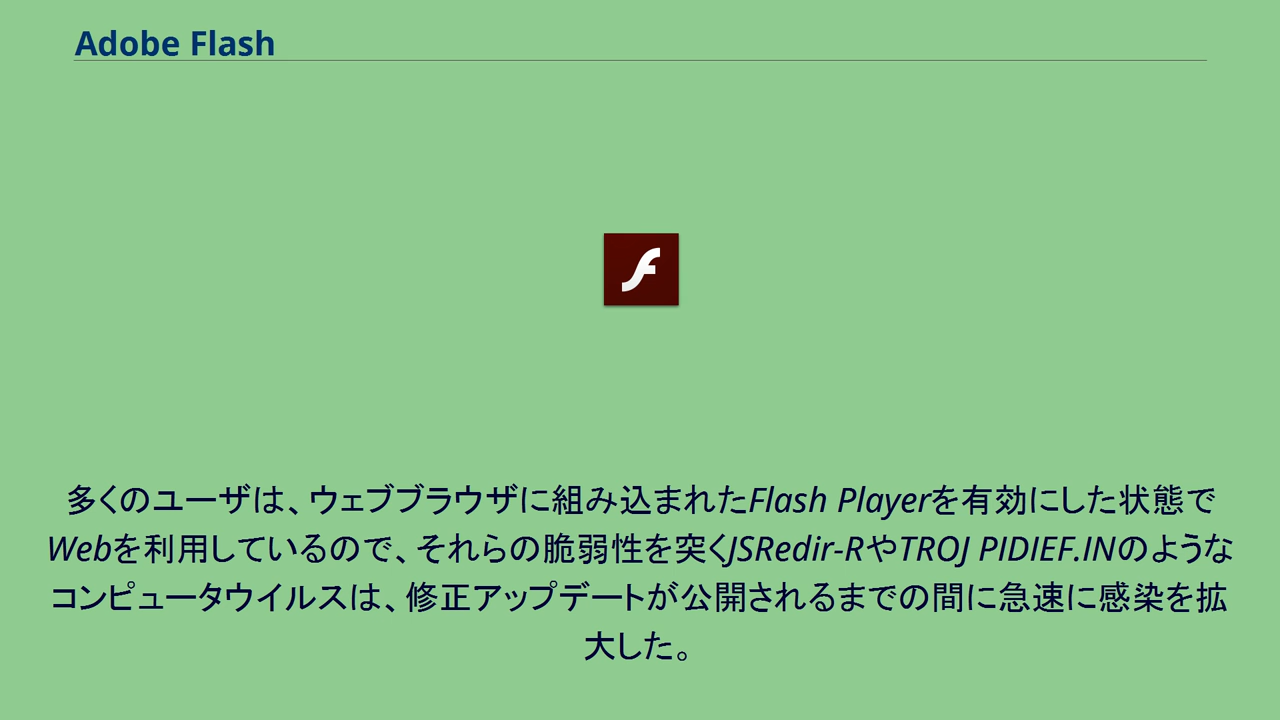 Adobe Flash
多くのユーザは、ウェブブラウザに組み込まれたFlash Playerを有効にした状態で
Webを利用しているので、それらの脆弱性を突くJSRedir-RやTROJ PIDIEF.INのような
コンピュータウイルスは、修正アップデートが公開されるまでの間に急速に感染を拡
大した。